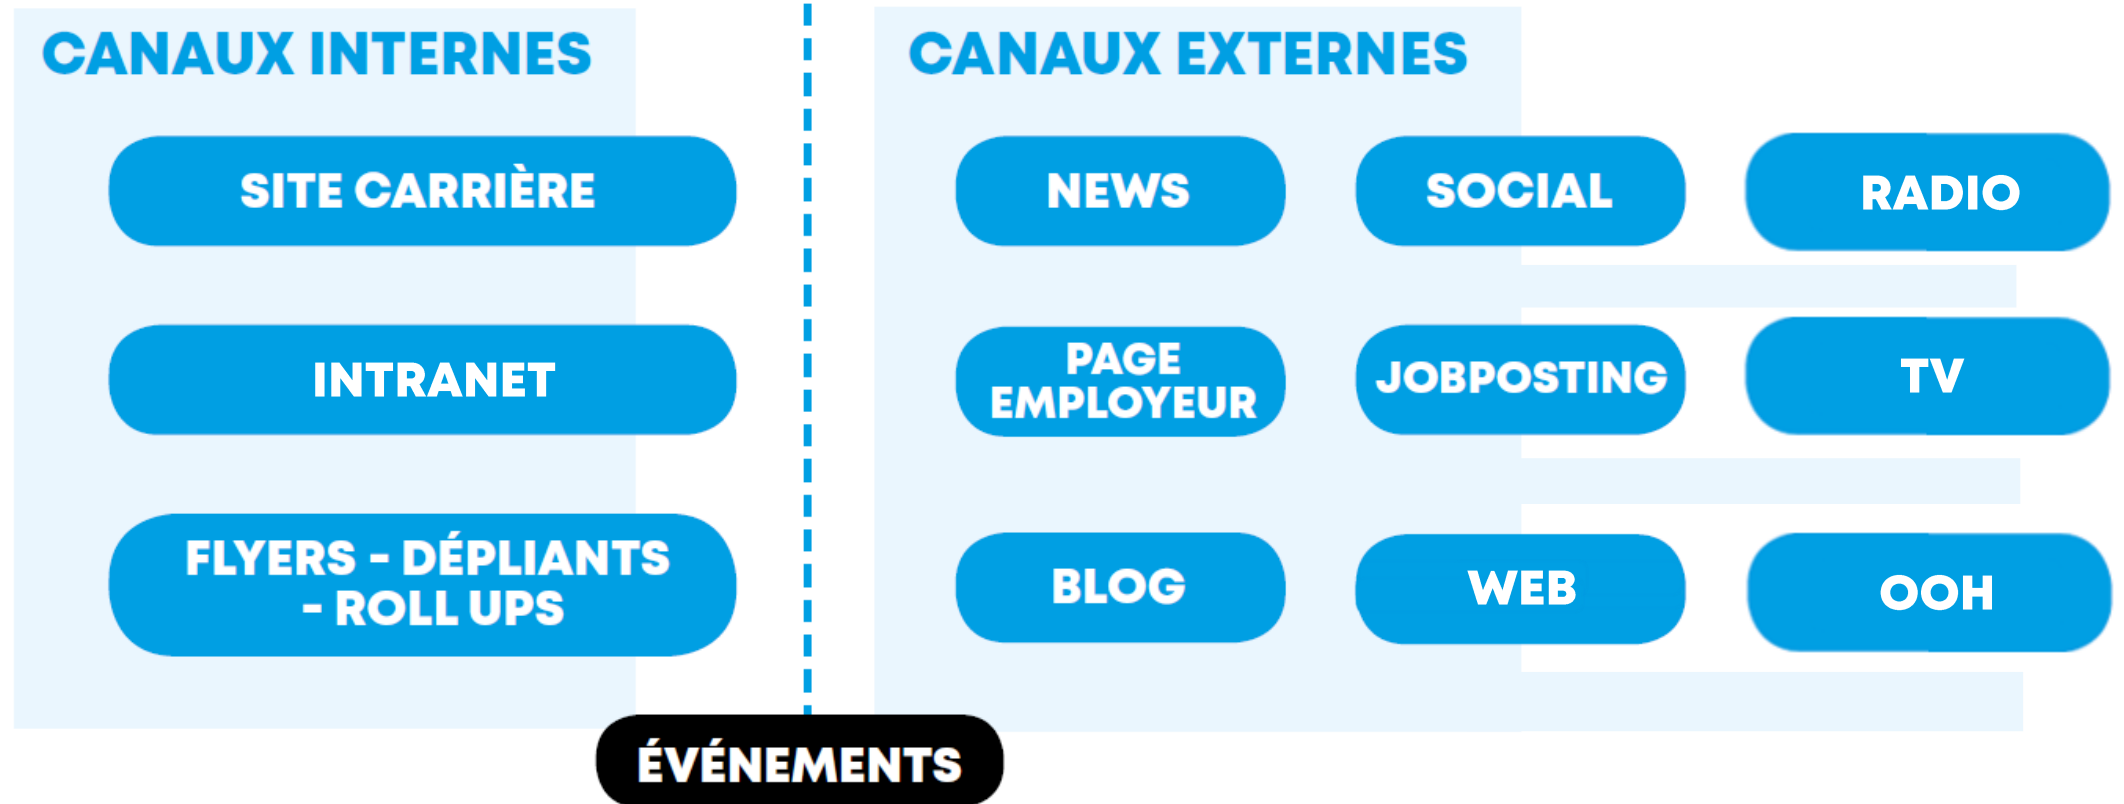 CANAUX INTERNES
SITE CARRIÈRE
INTRANET
FLYERS - DÉPLIANTS
- ROLL UPS
CANAUX EXTERNES
NEWS
SOCIAL
RADIO
PAGE
EMPLOYEUR
JOBPOSTING
TV
BLOG
WEB
OOH
ÉVÉNEMENTS